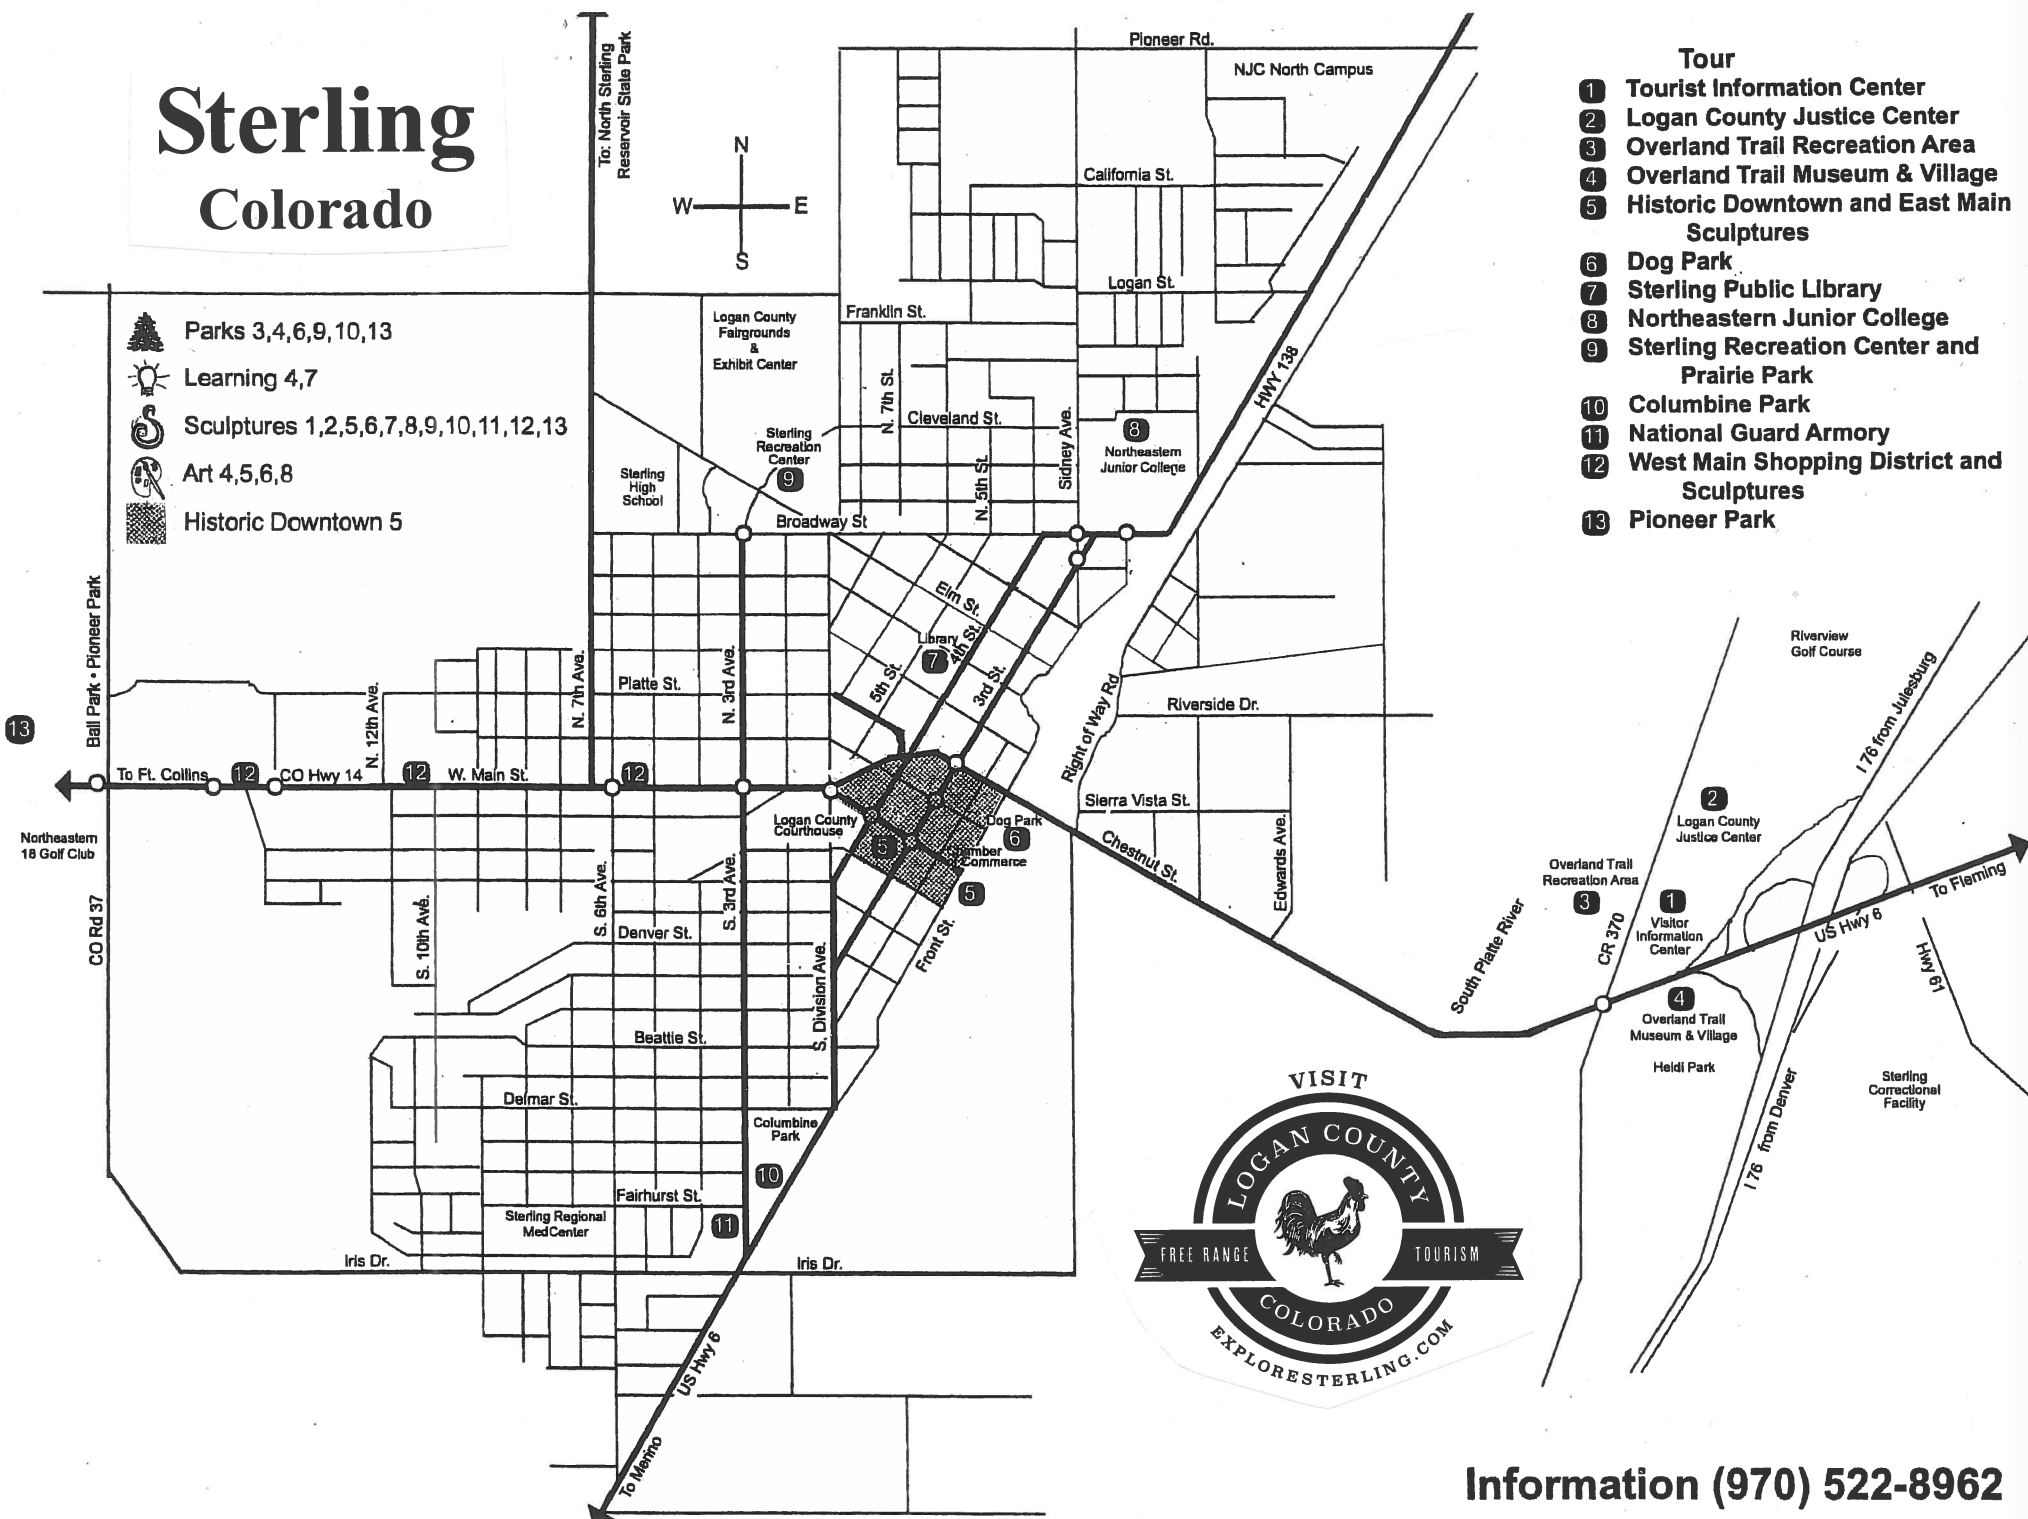 Sterling
Colorado
To: North Sterling
Reservoir State Park
N
W
E
S
Pioneer Rd.
NJC North Campus
California St.
Logan St.
Franklin St.
Logan County
Fairgrounds
&
Exhibit Center
N. 7th St.
Cleveland St.
Sidney Ave.
HWY 138
8
Northeastern
Junior College
Sterling
Recreation
Center
9
Sterling
High
School
N. 5th St.
Broadway St
Parks 3,4,6,9,10,13
Learning 4,7
Sculptures 1,2,5,6,7,8,9,10,11,12,13
Art 4,5,6,8
Historic Downtown 5
Tour
1 Tourist Information Center
2 Logan County Justice Center
3 Overland Trail Recreation Area
4 Overland Trail Museum & Village
5 Historic Downtown and East Main
Sculptures
6 Dog Park
7 Sterling Public Library
8 Northeastern Junior College
9 Sterling Recreation Center and
Prairie Park
10 Columbine Park
11 National Guard Armory
12 West Main Shopping District and
Sculptures
13 Pioneer Park
Elm St.
Library
7
4th St.
5th St.
3rd St.
Ball Park • Pioneer Park
13
N. 12th Ave.
N. 7th Ave.
Platte St.
N. 3rd Ave.
Right of Way Rd
Riverside Dr.
To Ft. Collins
12
CO Hwy 14
12
W. Main St.
12
Sierra Vista St.
Northeastern
18 Golf Club
Logan County
Courthouse
5
Dog Park
6
Commerce
5
Chestnut St.
Edwards Ave.
CO Rd 37
S. 10th Ave.
S. 6th Ave.
S. 3rd Ave.
Denver St.
Front St.
S. Division Ave.
Beattie St.
Delmar St.
Columbine
Park
10
Fairhurst St.
Sterling Regional
MedCenter
11
Iris Dr.
Iris Dr.
US Hwy 6
To Merino
Riverview
Golf Course
I 76 from Julesburg
2
Logan County
Justice Center
Overland Trail
Recreation Area
3
1
Visitor
Information
Center
South Platte River
CR 370
US Hwy 6
To Fleming
Hwy 61
4
Overland Trail
Museum & Village
Heidi Park
I 76 from Denver
Sterling
Correctional
Facility
VISIT
LOGAN COUNTY
FREE RANGE
TOURISM
COLORADO
EXPLORESTERLING.COM
Information (970) 522-8962